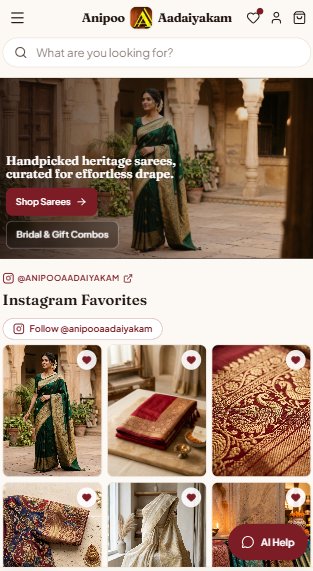 Anipoo Aadaiyakam
What are you looking for?
Handpicked heritage sarees,
curated for effortless drape.
Shop Sarees
Bridal & Gift Combos
@ANIPOOAADAIYAKAM
Instagram Favorites
Follow @anipooaadaiyakam
AI Help